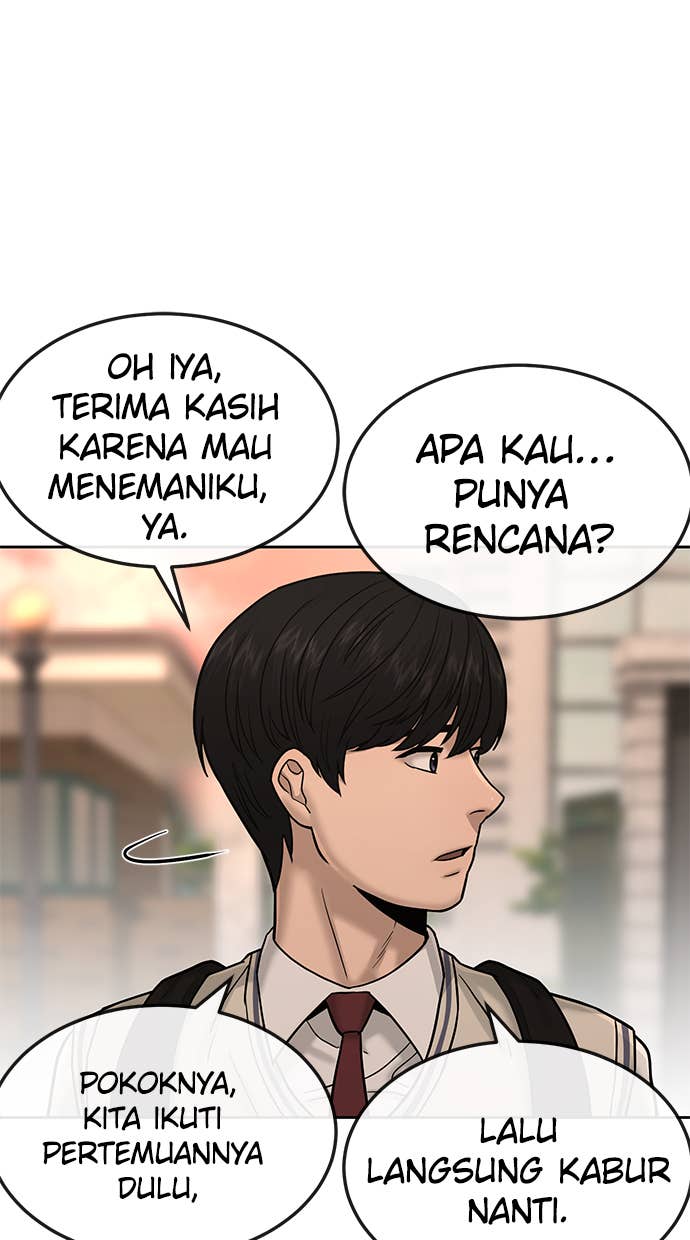 OH IYA,
TERIMA KASIH
KARENA MAU
MENEMANIKU,
YA.
APA KAU...
PUNYA
RENCANA?
POKOKNYA,
KITA IKUTI
PERTEMUANNYA
DULU,
LALU
LANGSUNG KABUR
NANTI.